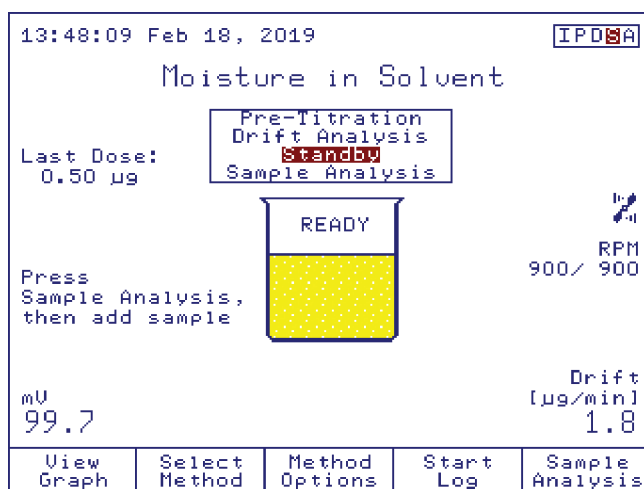 13:48:09 Feb 18, 2019
IPDSA
Moisture in Solvent
Pre-Titration
Drift Analysis
Standby
Sample Analysis
Last Dose:
0.50 µg
READY
RPM
900/ 900
Press
Sample Analysis,
then add sample
mV
99.7
Drift
[µg/min]
1.8
View
Graph
Select
Method
Method
Options
Start
Log
Sample
Analysis